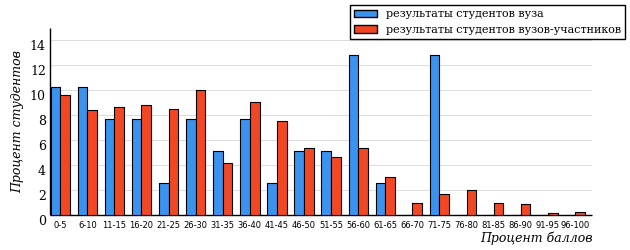 результаты студентов вуза
результаты студентов вузов-участников
Процент студентов
14
12
10
8
6
4
2
0
0-5 6-10 11-15 16-20 21-25 26-30 31-35 36-40 41-45 46-50 51-55 56-60 61-65 66-70 71-75 76-80 81-85 86-90 91-95 96-100
Процент баллов